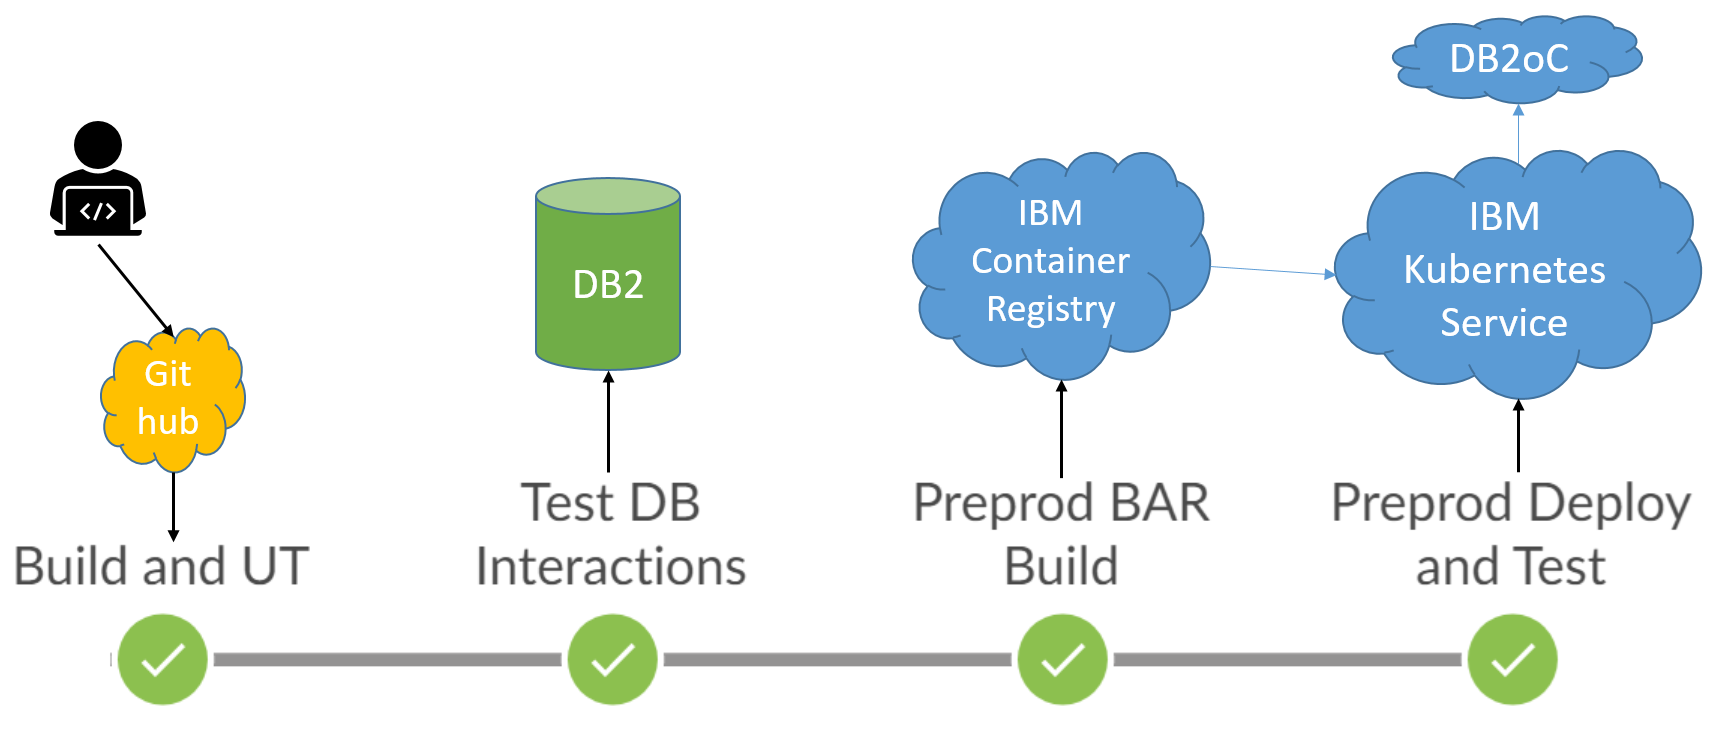 DB2oC
</>
IBM
Container
Registry
IBM
Kubernetes
Service
DB2
Git
hub
Build and UT
Test DB
Interactions
Preprod BAR
Build
Preprod Deploy
and Test